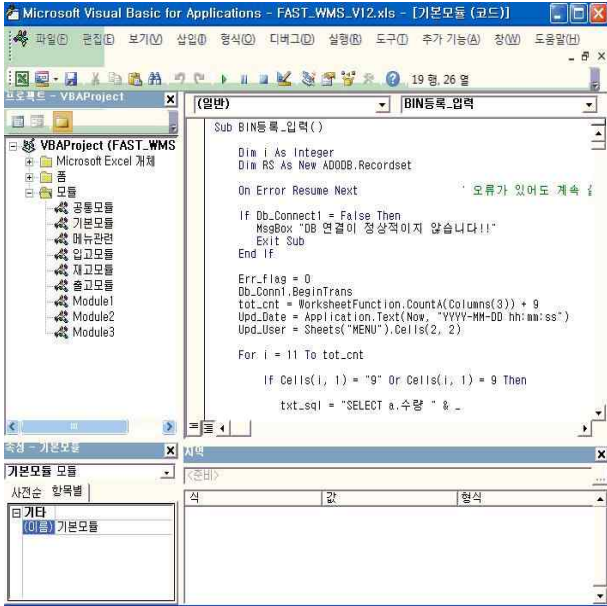 Microsoft Visual Basic for Applications - FAST_WMS_V12.xls - [기본모듈 (코드)]
파일(F) 편집(E) 보기(V) 삽입(I) 형식(O) 디버그(D) 실행(R) 도구(T) 추가 기능(A) 창(W) 도움말(H)
19 행, 26 열
프로젝트 - VBAProject
(일반) BIN등록_입력
VBAProject (FAST_WMS
Microsoft Excel 개체
폼
모듈
공통모듈
기본모듈
메뉴관련
입고모듈
재고모듈
출고모듈
Module1
Module2
Module3
Sub BIN등록_입력()
Dim i As Integer
Dim RS As New ADODB.Recordset
On Error Resume Next ' 오류가 있어도 계속
If Db_Connect1 = False Then
MsgBox "DB 연결이 정상적이지 않습니다!!"
Exit Sub
End If
Err_flag = 0
Db_Conn1.BeginTrans
tot_cnt = WorksheetFunction.CountA(Columns(3)) + 9
Upd_Date = Application.Text(Now, "YYYY-MM-DD hh:mm:ss")
Upd_User = Sheets("MENU").Cells(2, 2)
For i = 11 To tot_cnt
If Cells(i, 1) = "9" Or Cells(i, 1) = 9 Then
txt_sql = "SELECT a.수량 " & _
속성 - 기본모듈
기본모듈 모듈
사전순 항목별
기타
(이름) 기본모듈
지역
<준비>
식 값 형식